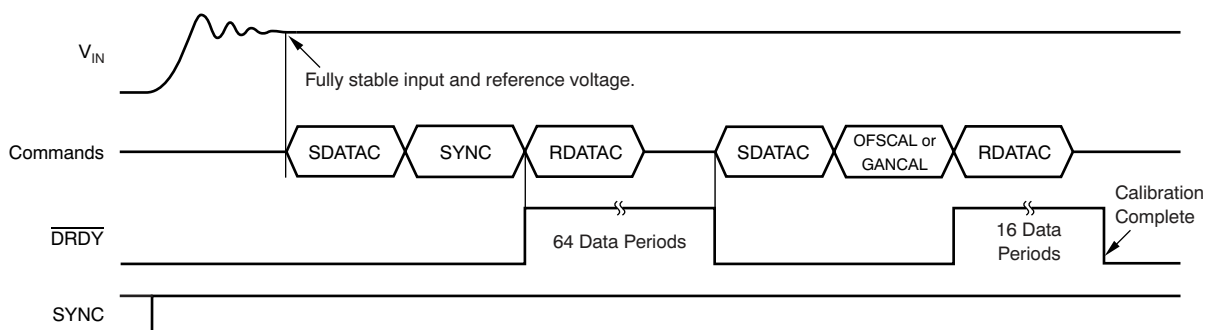 V_IN
Fully stable input and reference voltage.
Commands
SDATAC
SYNC
RDATAC
SDATAC
OFSCAL or
GANCAL
RDATAC
Calibration
Complete
DRDY
64 Data Periods
16 Data
Periods
SYNC